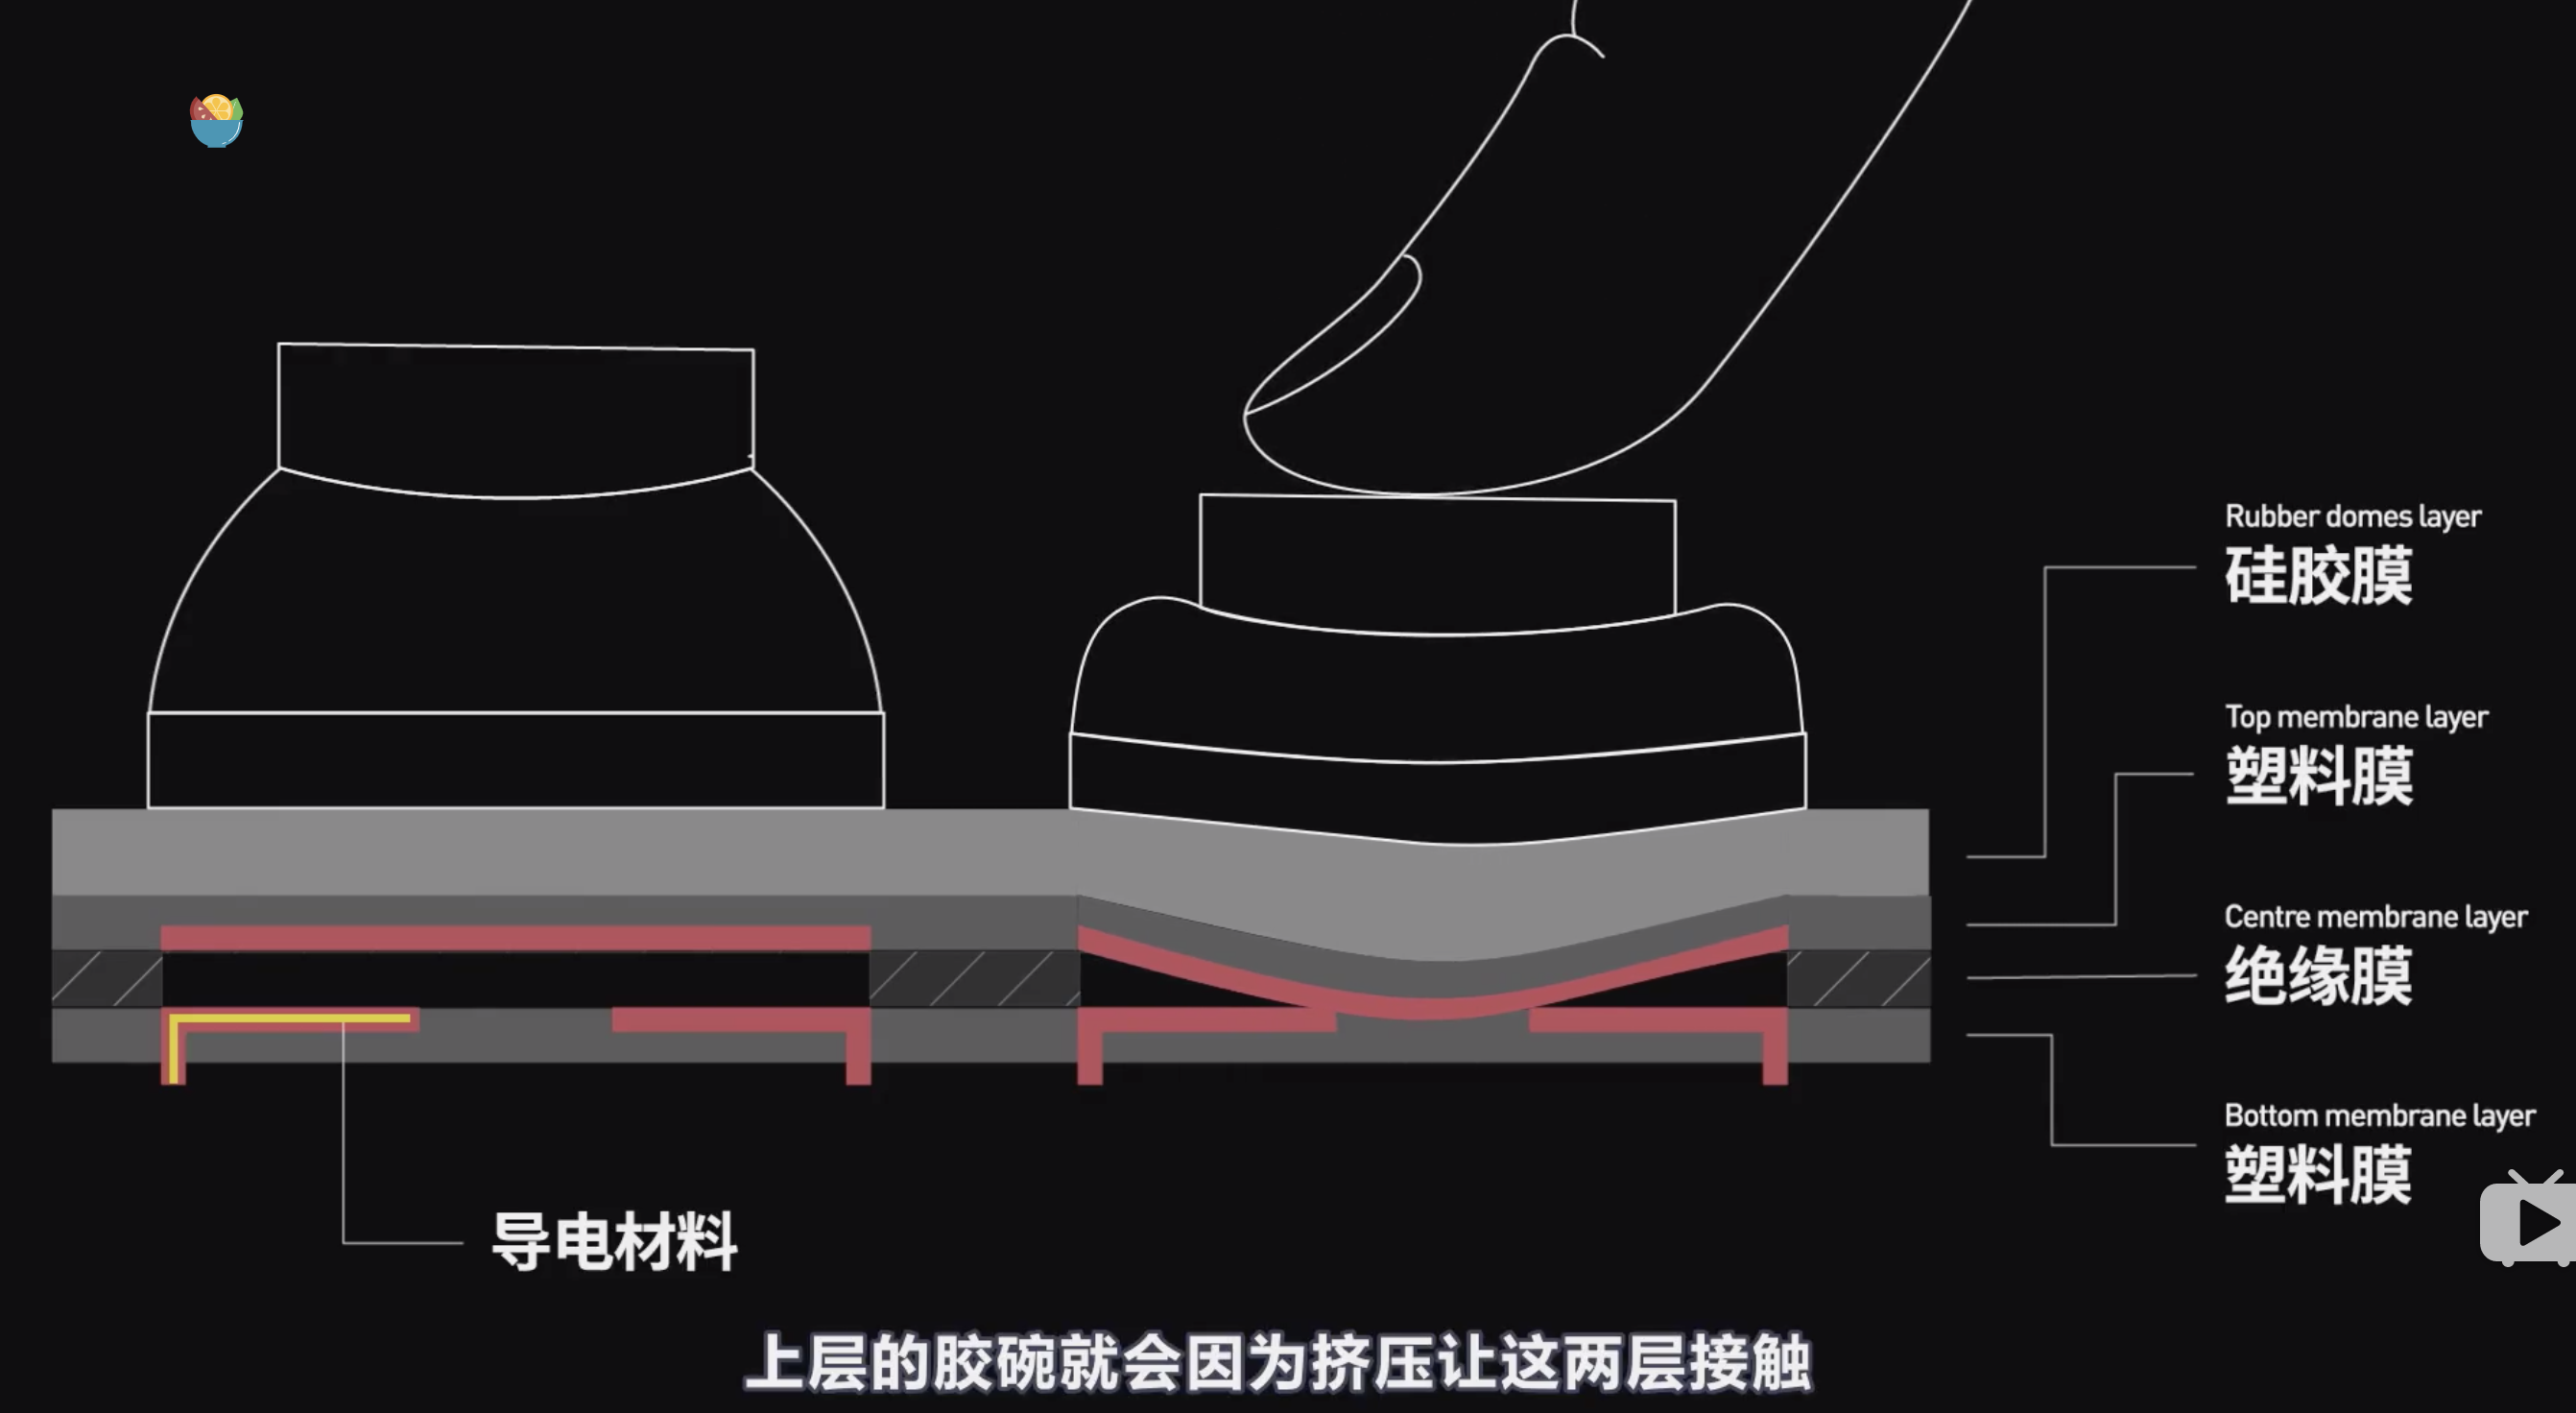 Rubber domes layer
硅胶膜
Top membrane layer
塑料膜
Centre membrane layer
绝缘膜
Bottom membrane layer
塑料膜
导电材料
上层的胶碗就会因为挤压让这两层接触